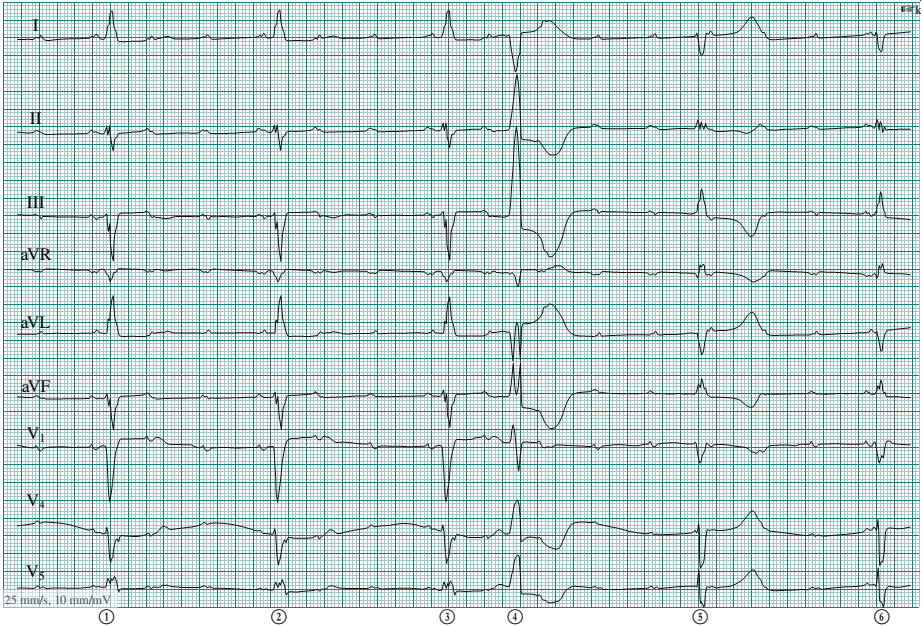 I
II
III
aVR
aVL
aVF
V1
V4
V5
25 mm/s, 10 mm/mV
① ② ③ ④ ⑤ ⑥